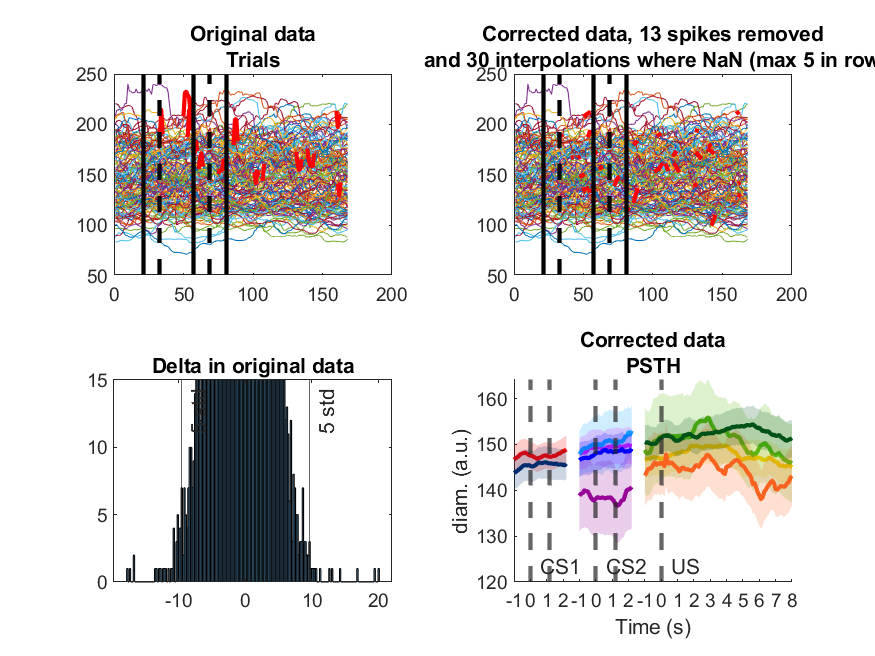 Original data
Trials
250
200
150
100
50
0 50 100 150 200
Corrected data, 13 spikes removed
and 30 interpolations where NaN (max 5 in row
250
200
150
100
50
0 50 100 150 200
Delta in original data
15
10
5
0
-10 0 10 20
5 std
5 std
Corrected data
PSTH
160
150
140
130
120
diam. (a.u.)
CS1 CS2 US
-1 0 1 2 -1 0 1 2 -1 0 1 2 3 4 5 6 7 8
Time (s)